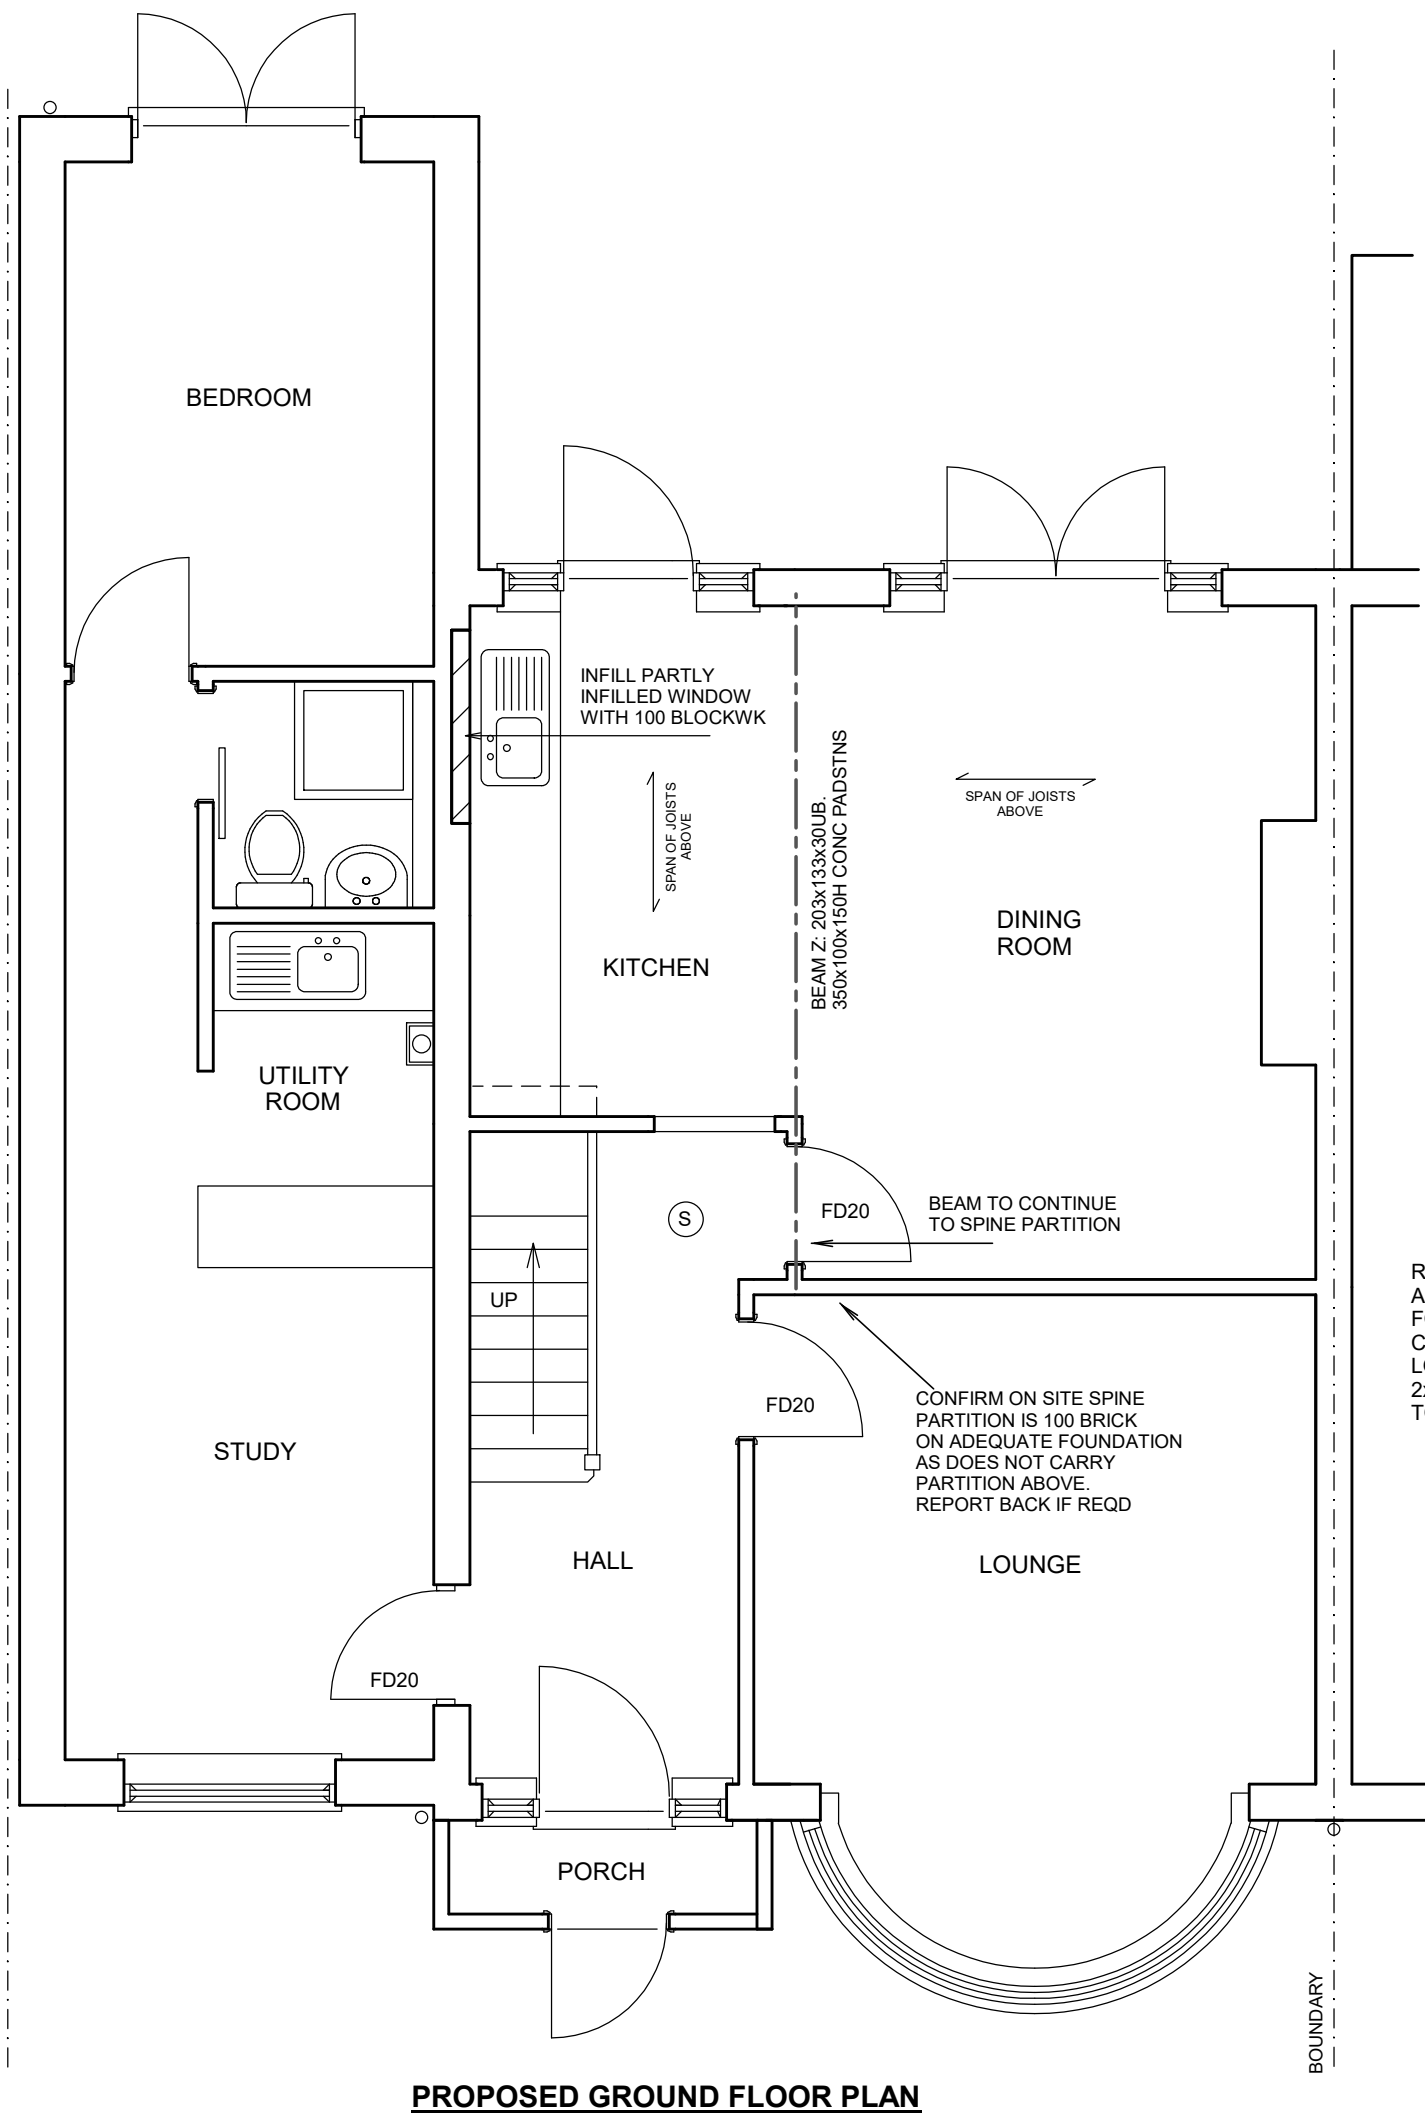 BEDROOM
INFILL PARTLY
INFILLED WINDOW
WITH 100 BLOCKWK
SPAN OF JOISTS
ABOVE
BEAM Z: 203x133x30UB.
350x100x150H CONC PADSTNS
SPAN OF JOISTS
ABOVE
DINING
ROOM
KITCHEN
UTILITY
ROOM
S
FD20
BEAM TO CONTINUE
TO SPINE PARTITION
UP
FD20
CONFIRM ON SITE SPINE
PARTITION IS 100 BRICK
ON ADEQUATE FOUNDATION
AS DOES NOT CARRY
PARTITION ABOVE.
REPORT BACK IF REQD
STUDY
HALL
LOUNGE
FD20
PORCH
BOUNDARY
PROPOSED GROUND FLOOR PLAN